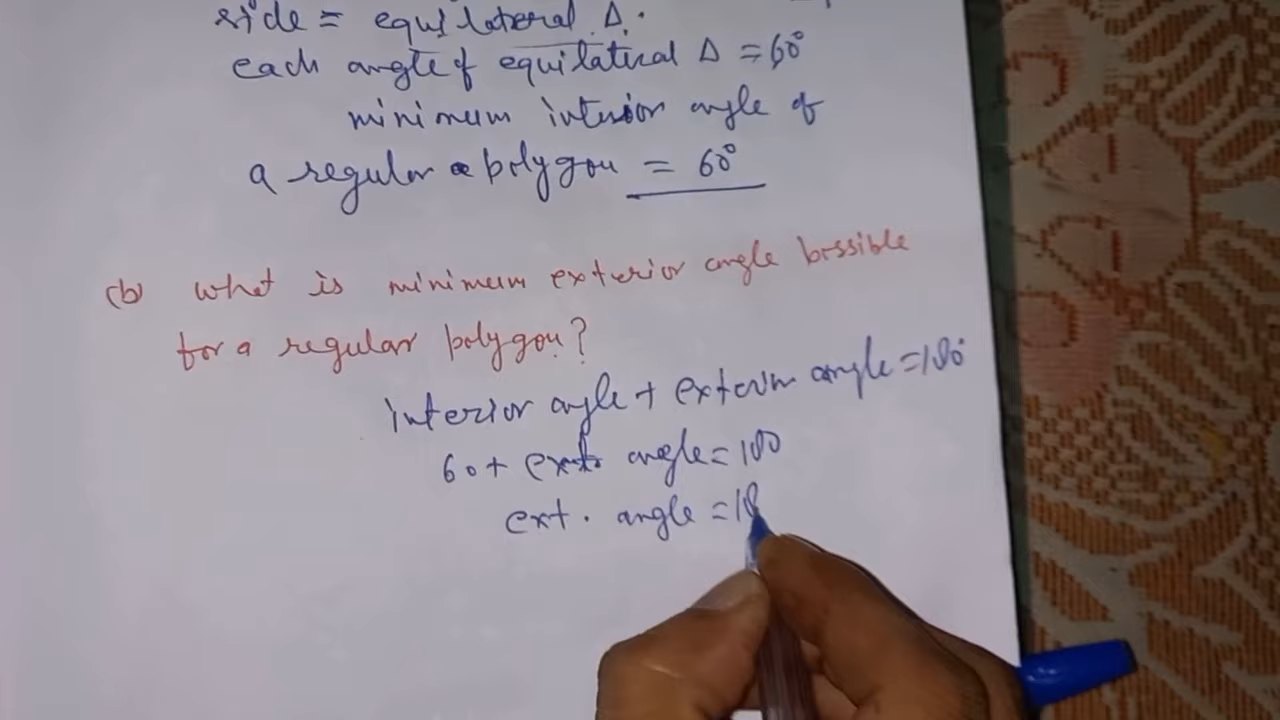 side = equilateral Δ.
each angle of equilateral Δ = 60°
minimum interior angle of
a regular polygon = 60°
(b) What is minimum exterior angle possible
for a regular polygon?
interior angle + exterior angle = 180°
60 + ext. angle = 180
ext. angle = 18